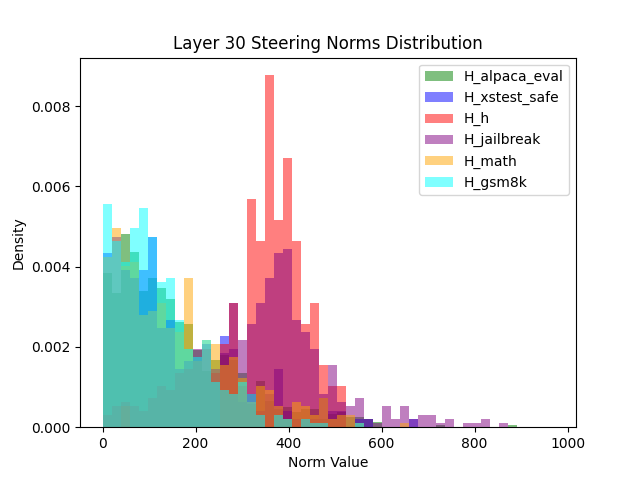 Layer 30 Steering Norms Distribution
H_alpaca_eval
H_xstest_safe
H_h
H_jailbreak
H_math
H_gsm8k
Density
0.008
0.006
0.004
0.002
0.000
0 200 400 600 800 1000
Norm Value